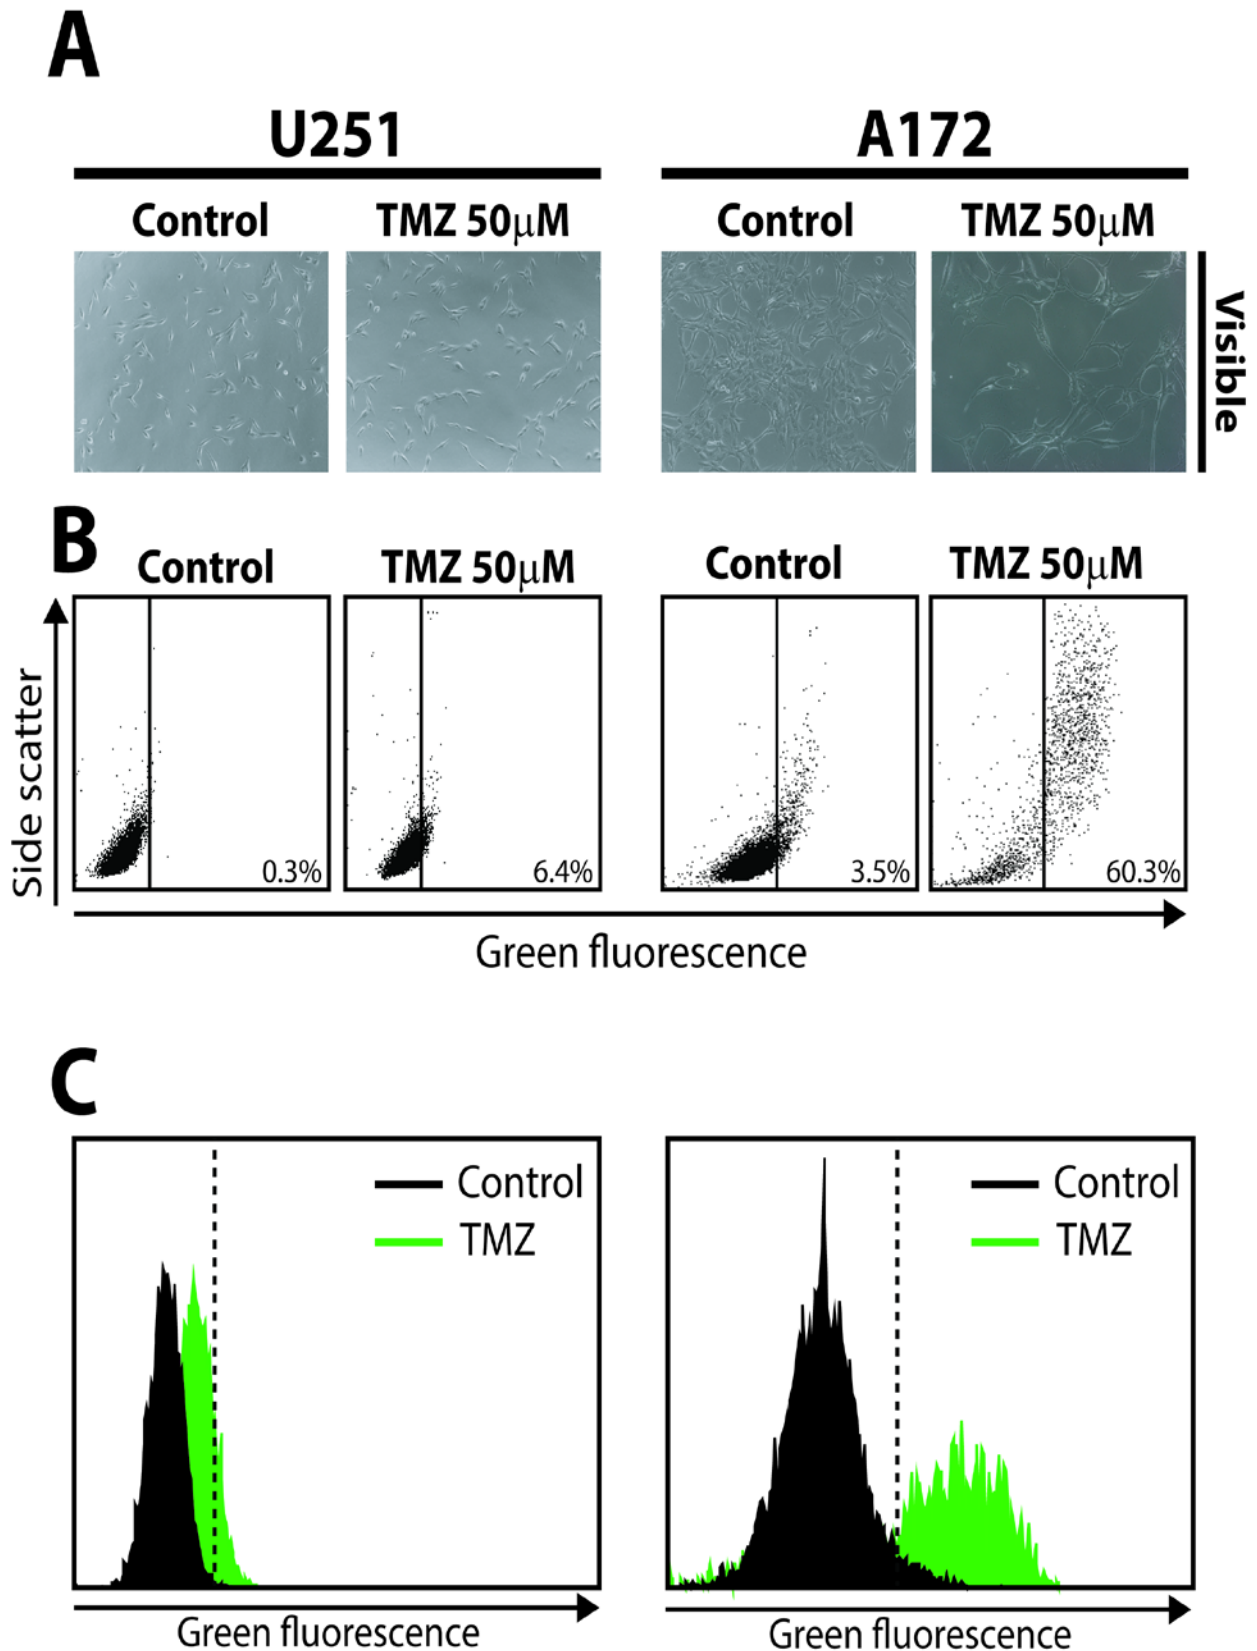 A
U251
A172
Control
TMZ 50μM
Control
TMZ 50μM
Visible
B
Control
TMZ 50μM
Control
TMZ 50μM
Side scatter
0.3%
6.4%
3.5%
60.3%
Green fluorescence
C
Control
TMZ
Control
TMZ
Green fluorescence
Green fluorescence